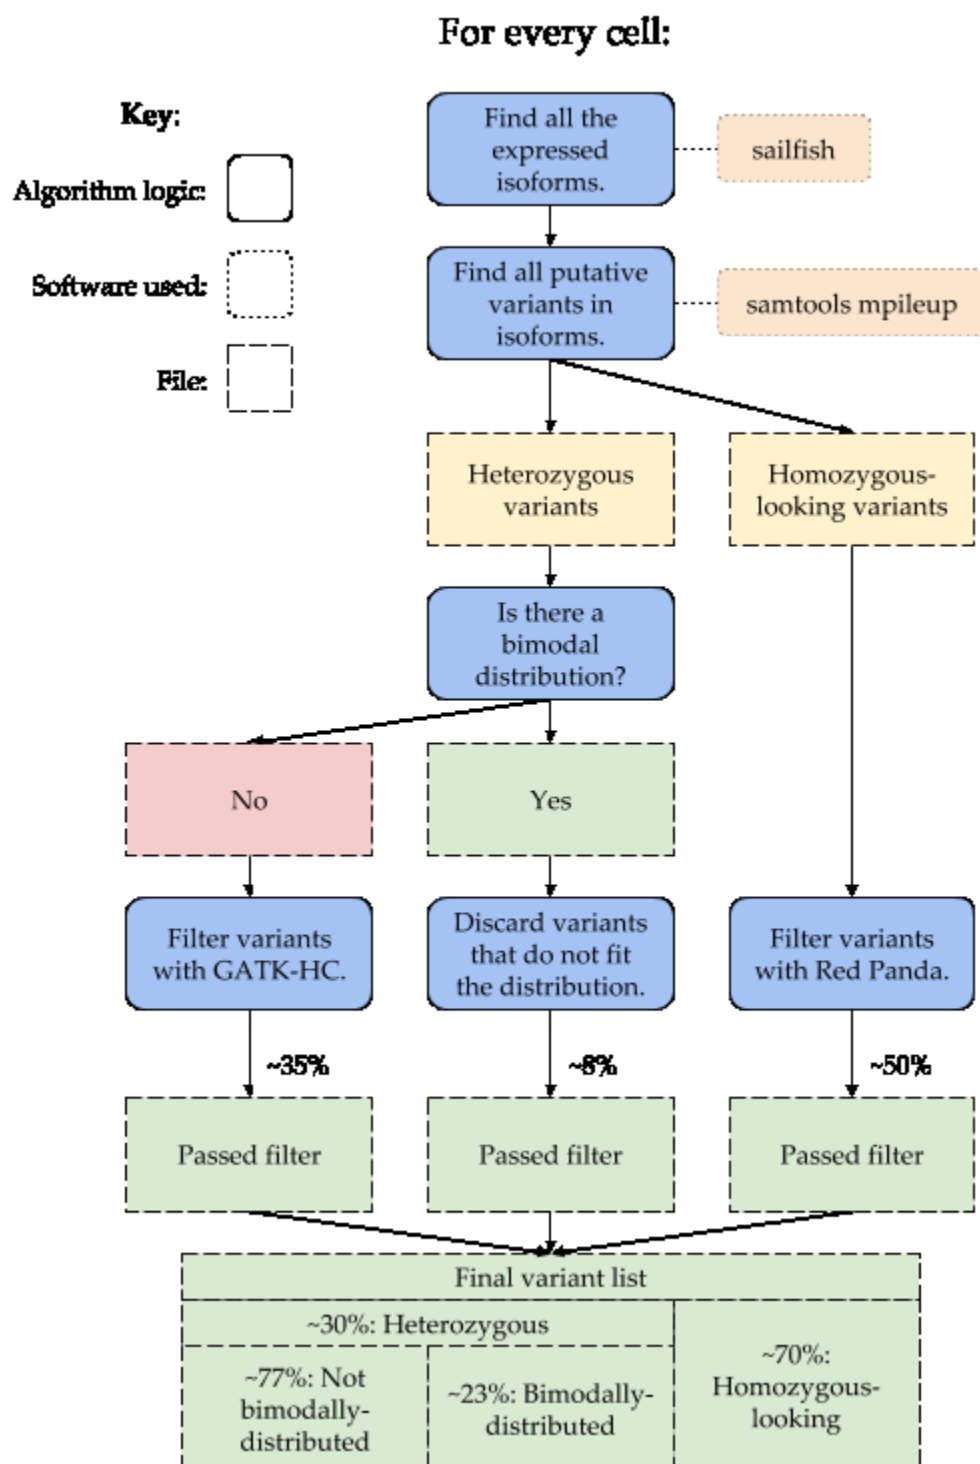 For every cell:
Key:
Algorithm logic:
Software used:
File:
Find all the
expressed
isoforms.
sailfish
Find all putative
variants in
isoforms.
samtools mpileup
Heterozygous
variants
Homozygous-
looking variants
Is there a
bimodal
distribution?
No
Yes
Filter variants
with GATK-HC.
Discard variants
that do not fit
the distribution.
Filter variants
with Red Panda.
~35%
~8%
~50%
Passed filter
Passed filter
Passed filter
Final variant list
~30%: Heterozygous
~77%: Not
bimodally-
distributed
~23%: Bimodally-
distributed
~70%:
Homozygous-
looking